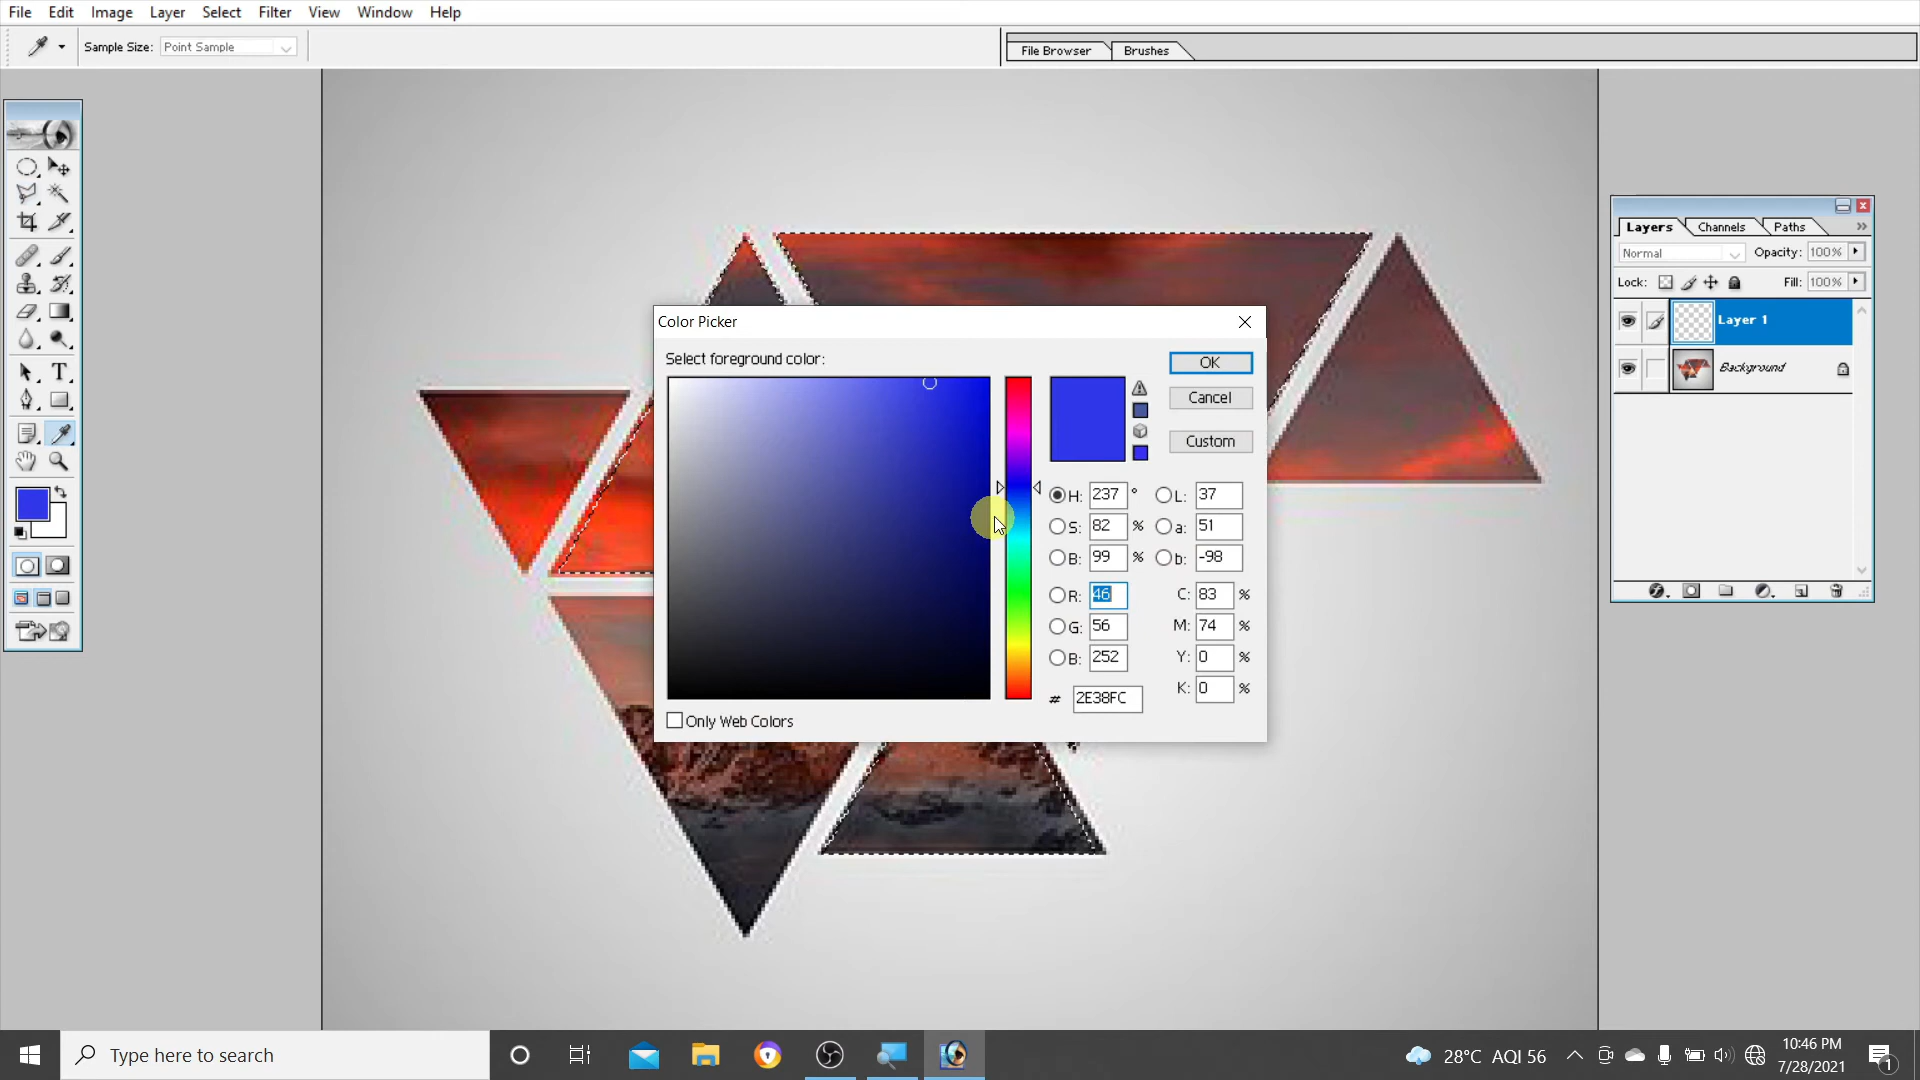 File Edit Image Layer Select Filter View Window Help
Sample Size: Point Sample
File Browser Brushes
Layers Channels Paths
Normal Opacity: 100%
Lock: Fill: 100%
Layer 1
Background
Color Picker
Select foreground color:
OK
Cancel
Custom
H: 237 ° L: 37
S: 82 % a: 51
B: 99 % b: -98
R: 46 C: 83 %
G: 56 M: 74 %
B: 252 Y: 0 %
K: 0 %
# 2E38FC
Only Web Colors
T
Type here to search
28°C AQI 56
10:46 PM
7/28/2021
1